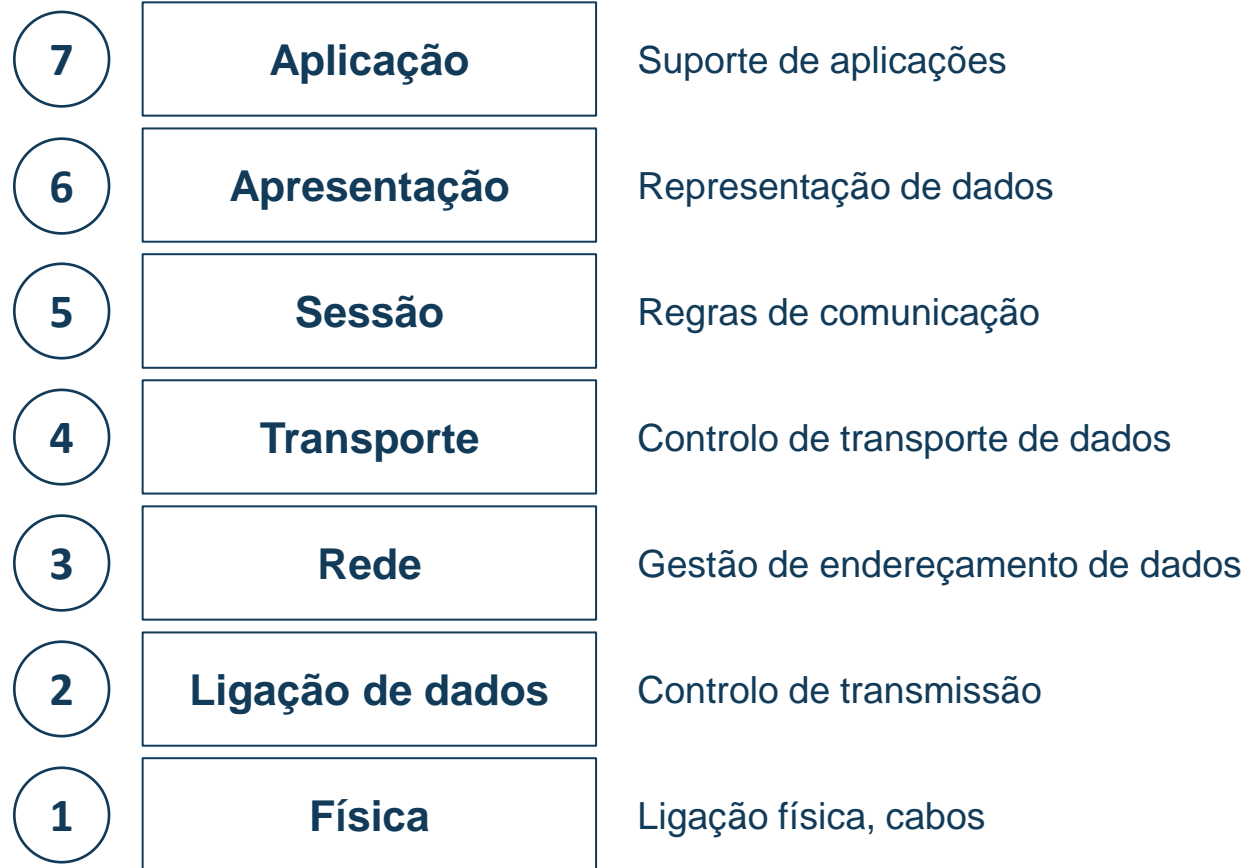 7 Aplicação Suporte de aplicações
6 Apresentação Representação de dados
5 Sessão Regras de comunicação
4 Transporte Controlo de transporte de dados
3 Rede Gestão de endereçamento de dados
2 Ligação de dados Controlo de transmissão
1 Física Ligação física, cabos